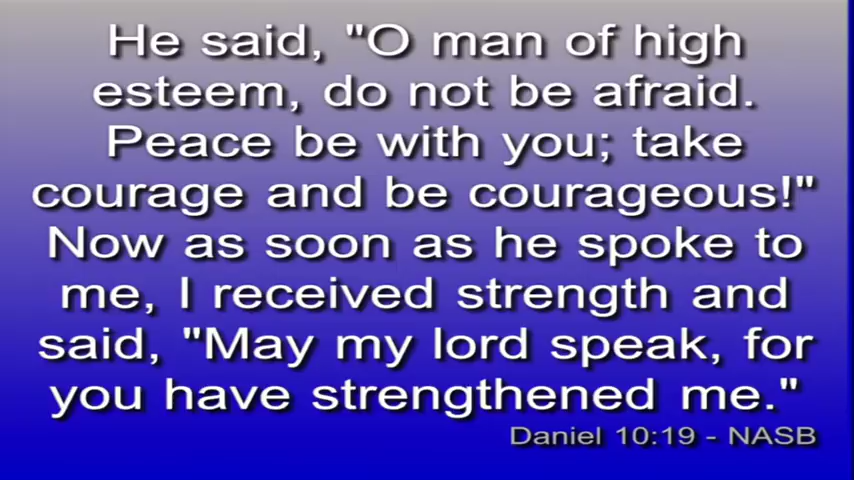 He said, "O man of high
esteem, do not be afraid.
Peace be with you; take
courage and be courageous!"
Now as soon as he spoke to
me, I received strength and
said, "May my lord speak, for
you have strengthened me."
Daniel 10:19 - NASB